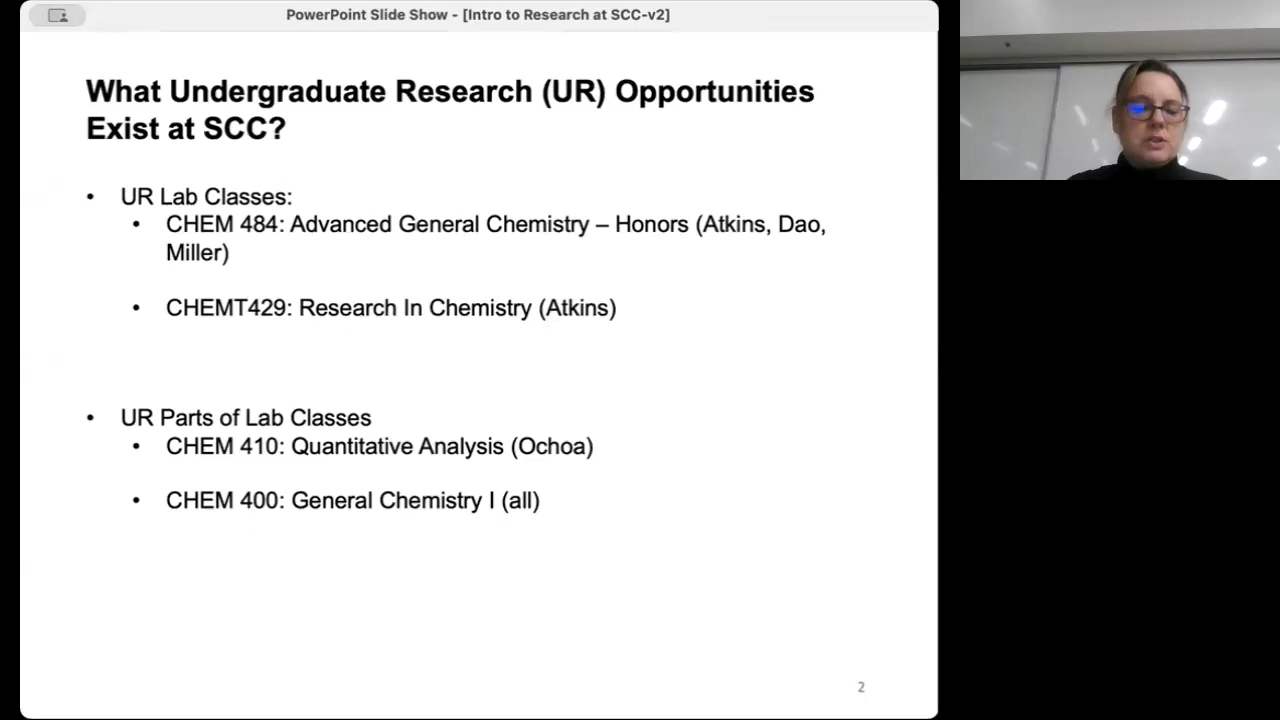 PowerPoint Slide Show - [Intro to Research at SCC-v2]
What Undergraduate Research (UR) Opportunities
Exist at SCC?
• UR Lab Classes:
• CHEM 484: Advanced General Chemistry – Honors (Atkins, Dao,
Miller)
• CHEMT429: Research In Chemistry (Atkins)
• UR Parts of Lab Classes
• CHEM 410: Quantitative Analysis (Ochoa)
• CHEM 400: General Chemistry I (all)
2